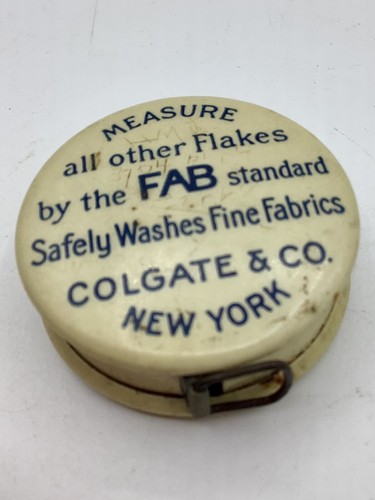 MEASURE
all other Flakes
by the FAB standard
Safely Washes Fine Fabrics
COLGATE & CO.
NEW YORK